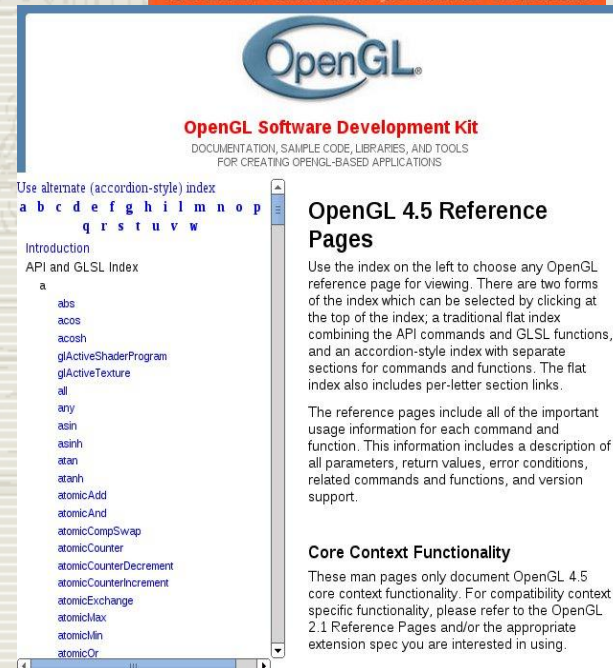 OpenGL®
OpenGL Software Development Kit
DOCUMENTATION, SAMPLE CODE, LIBRARIES, AND TOOLS
FOR CREATING OPENGL-BASED APPLICATIONS
Use alternate (accordion-style) index
a b c d e f g h i l m n o p
q r s t u v w
Introduction
API and GLSL Index
a
abs
acos
acosh
glActiveShaderProgram
glActiveTexture
all
any
asin
asinh
atan
atanh
atomicAdd
atomicAnd
atomicCompSwap
atomicCounter
atomicCounterDecrement
atomicCounterIncrement
atomicExchange
atomicMax
atomicMin
atomicOr
OpenGL 4.5 Reference
Pages
Use the index on the left to choose any OpenGL
reference page for viewing. There are two forms
of the index which can be selected by clicking at
the top of the index; a traditional flat index
combining the API commands and GLSL functions,
and an accordion-style index with separate
sections for commands and functions. The flat
index also includes per-letter section links.
The reference pages include all of the important
usage information for each command and
function. This information includes a description of
all parameters, return values, error conditions,
related commands and functions, and version
support.
Core Context Functionality
These man pages only document OpenGL 4.5
core context functionality. For compatibility context
specific functionality, please refer to the OpenGL
2.1 Reference Pages and/or the appropriate
extension spec you are interested in using.